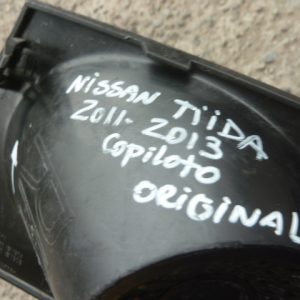 NISSAN TIIDA
2011-2013
Copiloto
ORIGINAL